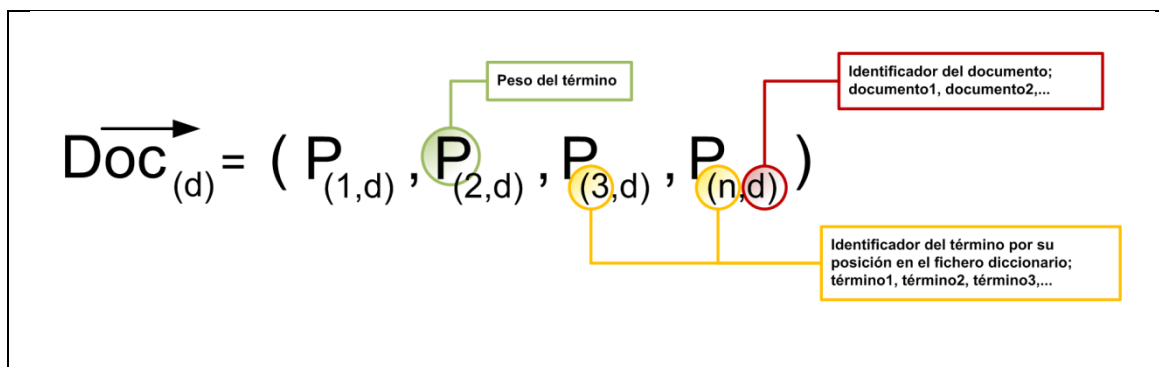 Peso del término
Identificador del documento;
documento1, documento2,...
Doc(d) = ( P(1,d) , P(2,d) , P(3,d) , P(n,d) )
Identificador del término por su
posición en el fichero diccionario;
término1, término2, término3,...